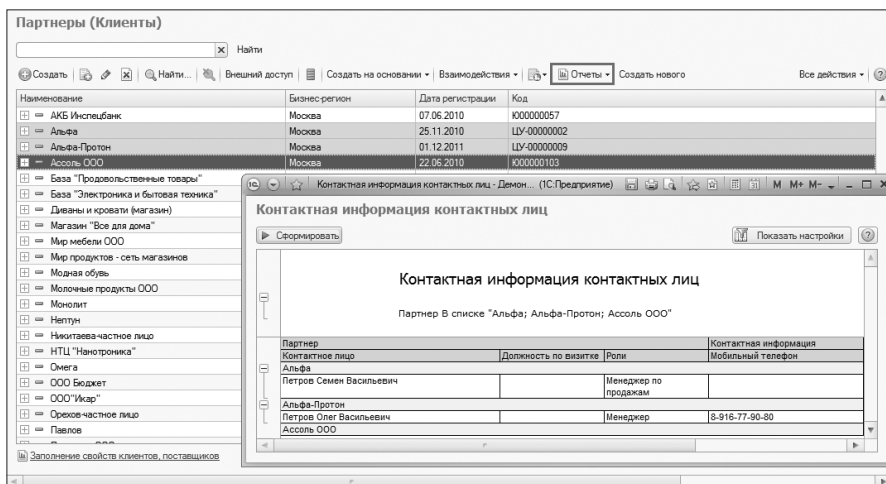 Партнеры (Клиенты)
Найти
Создать Найти... Внешний доступ Создать на основании Взаимодействия Отчеты Создать нового Все действия
Наименование Бизнес-регион Дата регистрации Код
АКБ Инспецбанк Москва 07.06.2010 Ю00000057
Альфа Москва 25.11.2010 ЦУ-00000002
Альфа-Протон Москва 01.12.2011 ЦУ-00000009
Ассоль ООО Москва 22.06.2010 Ю00000103
База "Продовольственные товары"
База "Электроника и бытовая техника"
Диваны и кровати (магазин)
Магазин "Все для дома"
Мир мебели ООО
Мир продуктов - сеть магазинов
Модная обувь
Молочные продукты ООО
Монолит
Нептун
Никитаева-частное лицо
НТЦ "Нанотроника"
Омега
ООО Бюджет
ООО"Икар"
Орехов-частное лицо
Павлов
Заполнение свойств клиентов, поставщиков
Контактная информация контактных лиц - Демон... (1С:Предприятие) M M+ M-
Контактная информация контактных лиц
Сформировать Показать настройки
Контактная информация контактных лиц
Партнер В списке "Альфа; Альфа-Протон; Ассоль ООО"
Партнер Контактная информация
Контактное лицо Должность по визитке Роли Мобильный телефон
Альфа
Петров Семен Васильевич Менеджер по
продажам
Альфа-Протон
Петров Олег Васильевич Менеджер 8-916-77-90-80
Ассоль ООО